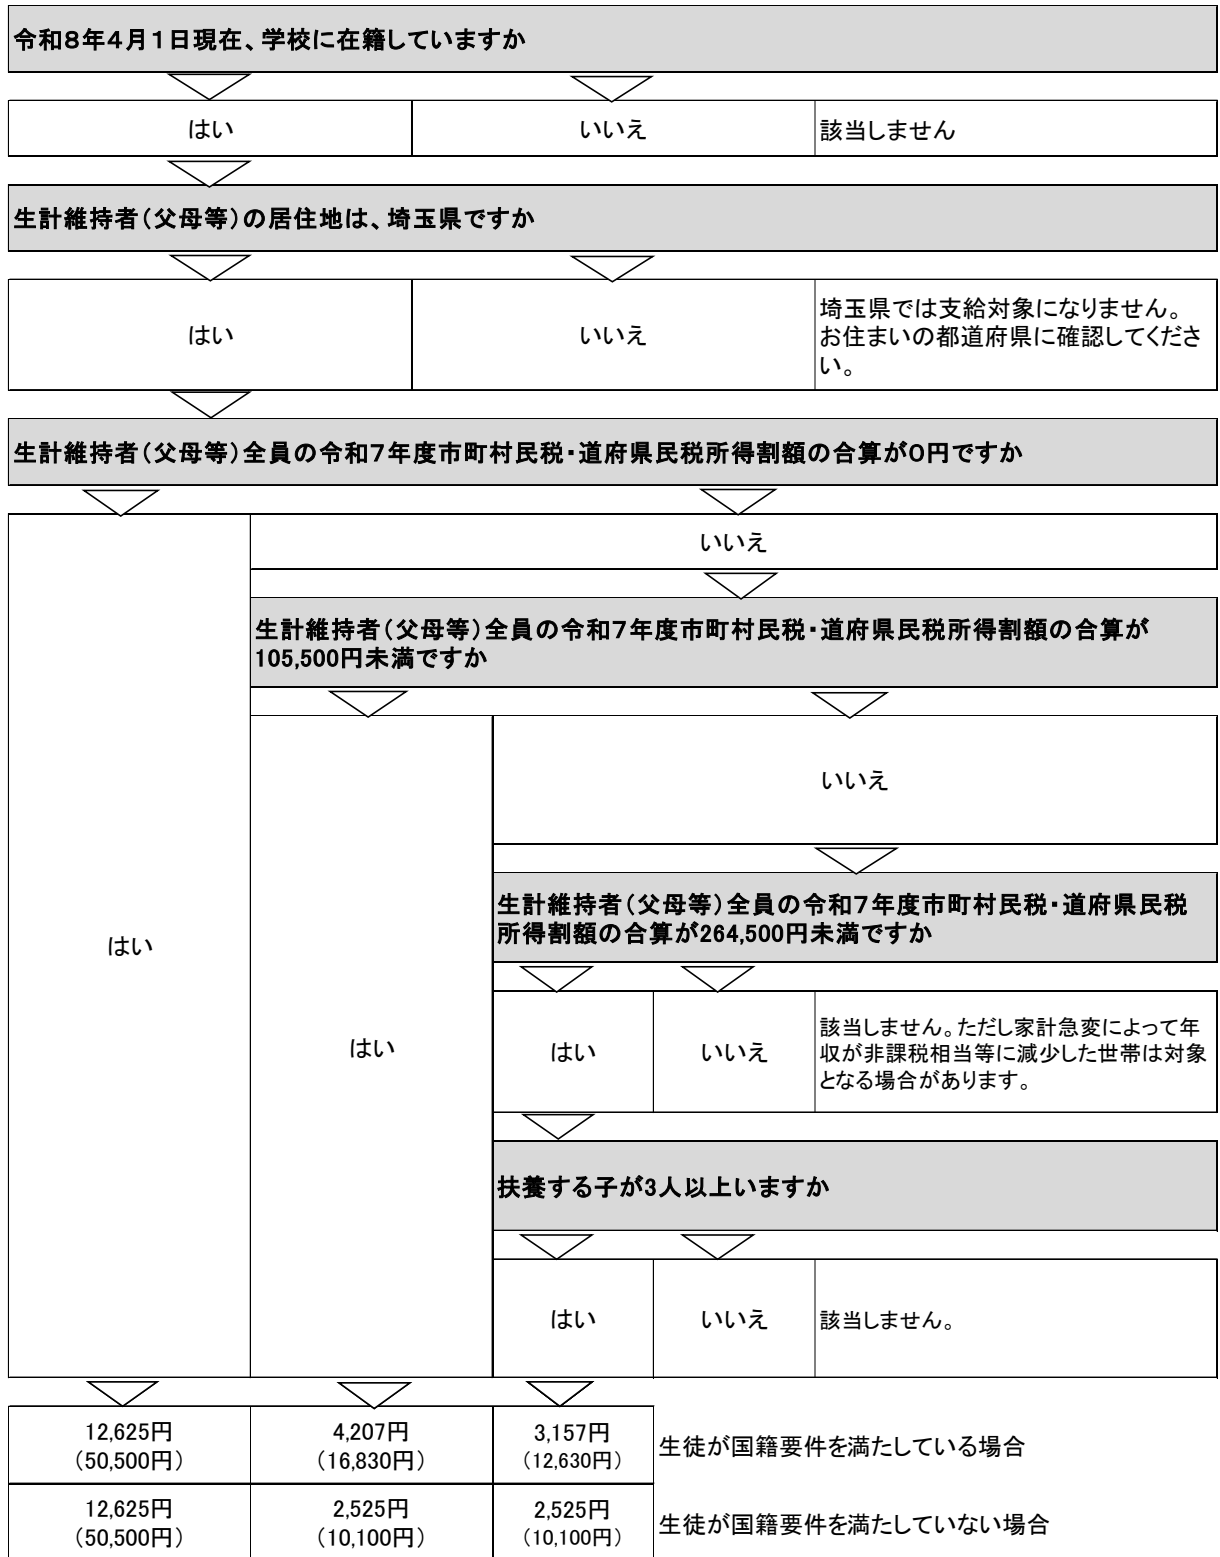 令和8年4月1日現在、学校に在籍していますか
はい
いいえ
該当しません
生計維持者(父母等)の居住地は、埼玉県ですか
はい
いいえ
埼玉県では支給対象になりません。
お住まいの都道府県に確認してくださ
い。
生計維持者(父母等)全員の令和7年度市町村民税・道府県民税所得割額の合算が0円ですか
はい
いいえ
生計維持者(父母等)全員の令和7年度市町村民税・道府県民税所得割額の合算が
105,500円未満ですか
はい
いいえ
生計維持者(父母等)全員の令和7年度市町村民税・道府県民税
所得割額の合算が264,500円未満ですか
はい
いいえ
該当しません。ただし家計急変によって年
収が非課税相当等に減少した世帯は対象
となる場合があります。
扶養する子が3人以上いますか
はい
いいえ
該当しません。
12,625円
(50,500円)
4,207円
(16,830円)
3,157円
(12,630円)
生徒が国籍要件を満たしている場合
12,625円
(50,500円)
2,525円
(10,100円)
2,525円
(10,100円)
生徒が国籍要件を満たしていない場合